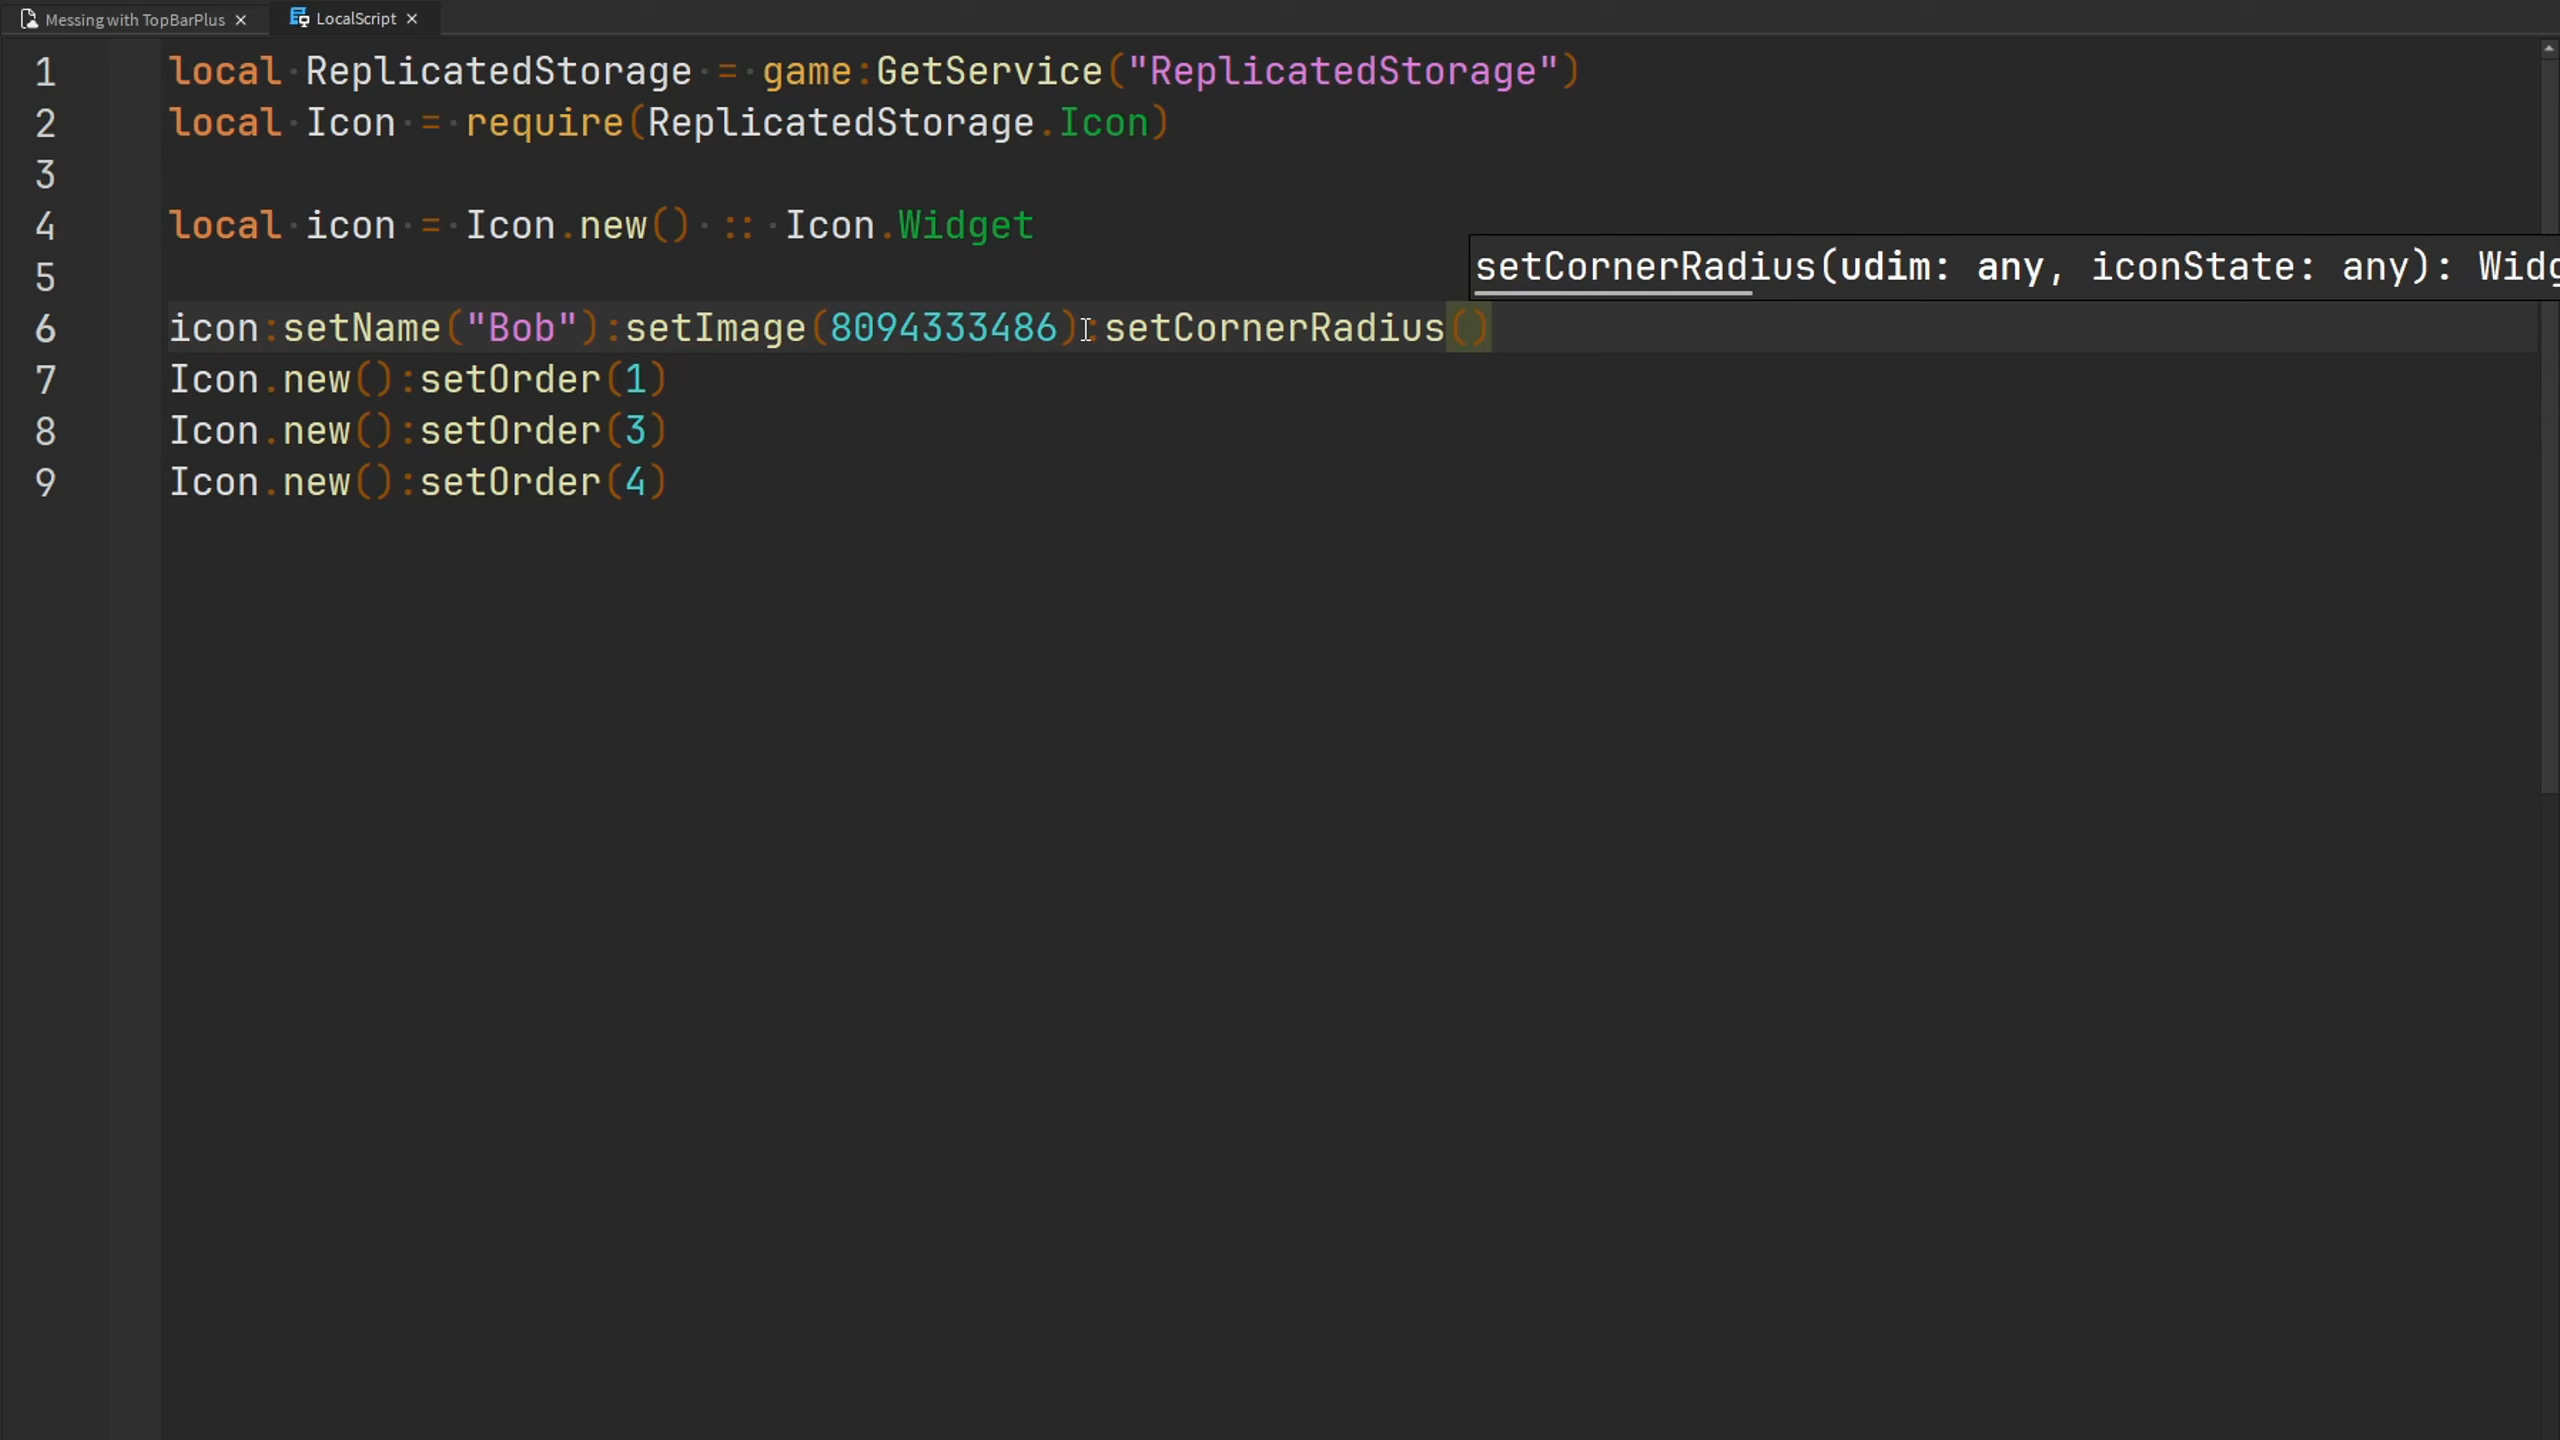 Messing with TopBarPlus × LocalScript ×
1 local ReplicatedStorage = game:GetService("ReplicatedStorage")
2 local Icon = require(ReplicatedStorage.Icon)
3
4 local icon = Icon.new() :: Icon.Widget
setCornerRadius(udim: any, iconState: any): Widg
5
6 icon:setName("Bob"):setImage(8094333486):setCornerRadius()
7 Icon.new():setOrder(1)
8 Icon.new():setOrder(3)
9 Icon.new():setOrder(4)